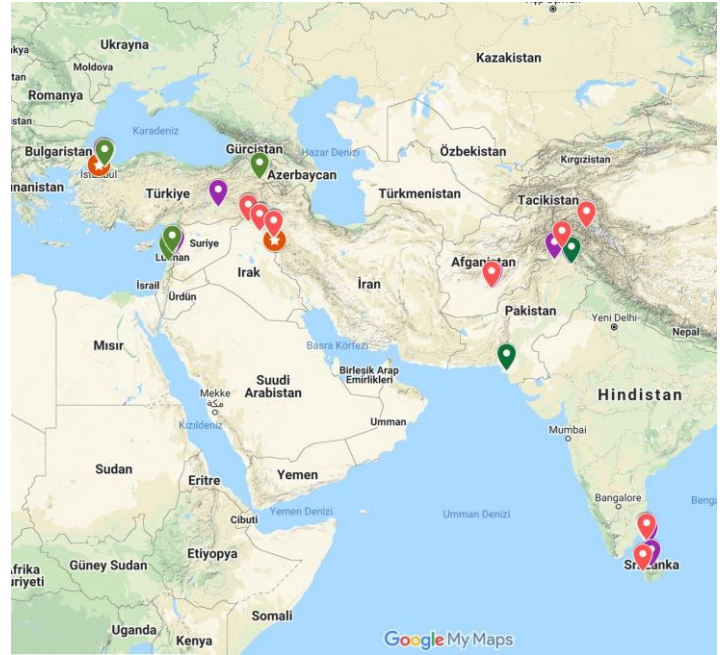 Ukrayna
Moldova
Romanya
Kazakistan
Karadeniz
Bulgaristan
Gürcistan
Hazar Denizi
Özbekistan
Kırgızistan
İstanbul
Azerbaycan
unanistan
Türkiye
Türkmenistan
Tacikistan
Suriye
Irak
İran
Afganistan
İsrail
Ürdün
Pakistan
Yeni Delhi
Nepal
Mısır
Basra Körfezi
Suudi
Arabistan
Birleşik Arap
Emirlikleri
Mekke
مكة
Hindistan
Kızıldeniz
Umman
Mumbai
Sudan
Eritre
Yemen
Bangalore
Yemen Denizi
Umman Denizi
Cibuti
Etiyopya
Güney Sudan
Afrika
Somali
Uganda
Kenya
Google My Maps